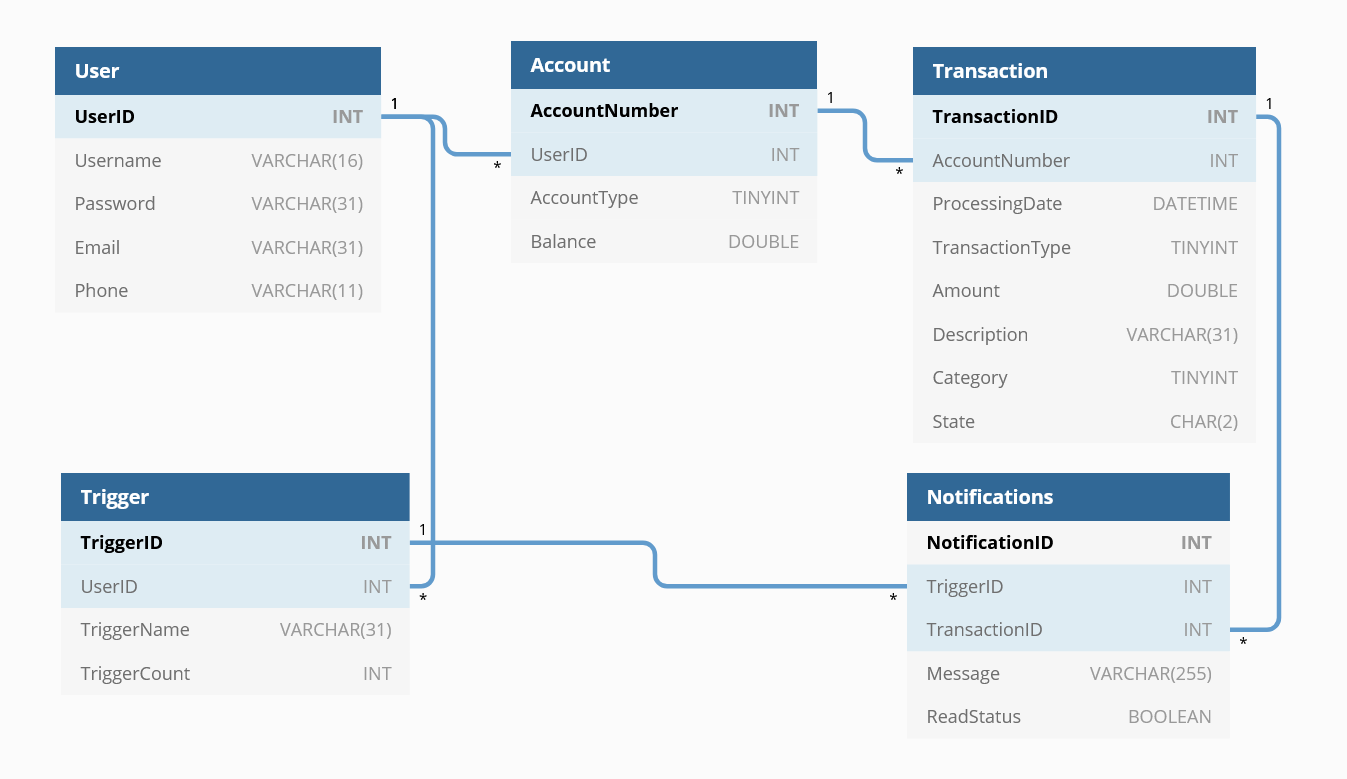 User
UserID INT
Username VARCHAR(16)
Password VARCHAR(31)
Email VARCHAR(31)
Phone VARCHAR(11)
1
*
Account
AccountNumber INT
UserID INT
AccountType TINYINT
Balance DOUBLE
1
*
Transaction
TransactionID INT
AccountNumber INT
ProcessingDate DATETIME
TransactionType TINYINT
Amount DOUBLE
Description VARCHAR(31)
Category TINYINT
State CHAR(2)
1
Trigger
TriggerID INT
UserID INT
TriggerName VARCHAR(31)
TriggerCount INT
1
*
*
Notifications
NotificationID INT
TriggerID INT
TransactionID INT
Message VARCHAR(255)
ReadStatus BOOLEAN
*